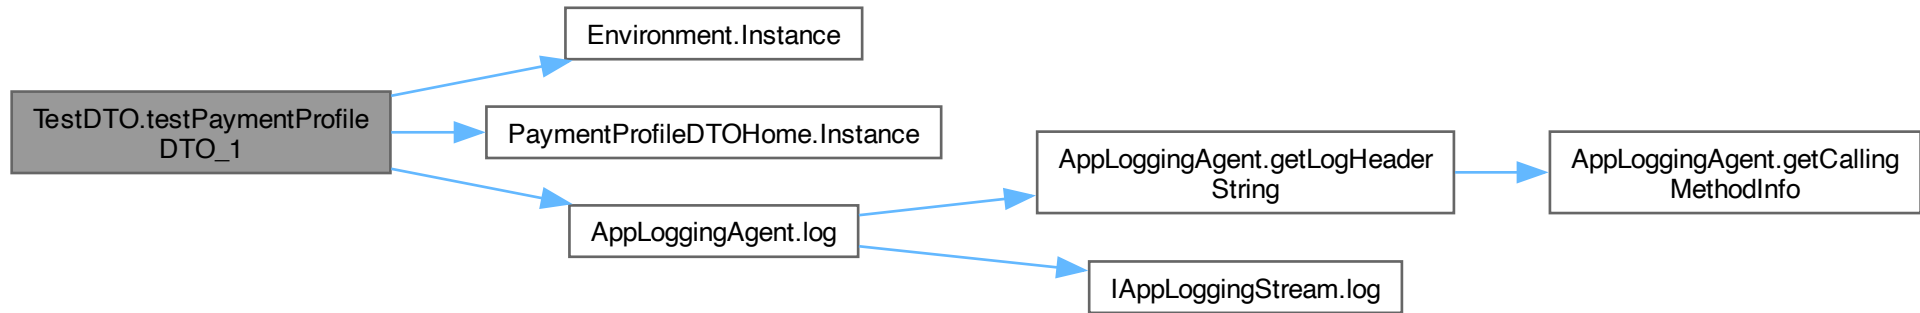 Environment.Instance
TestDTO.testPaymentProfile
DTO_1
PaymentProfileDTOHome.Instance
AppLoggingAgent.getLogHeader
String
AppLoggingAgent.getCalling
MethodInfo
AppLoggingAgent.log
IAppLoggingStream.log